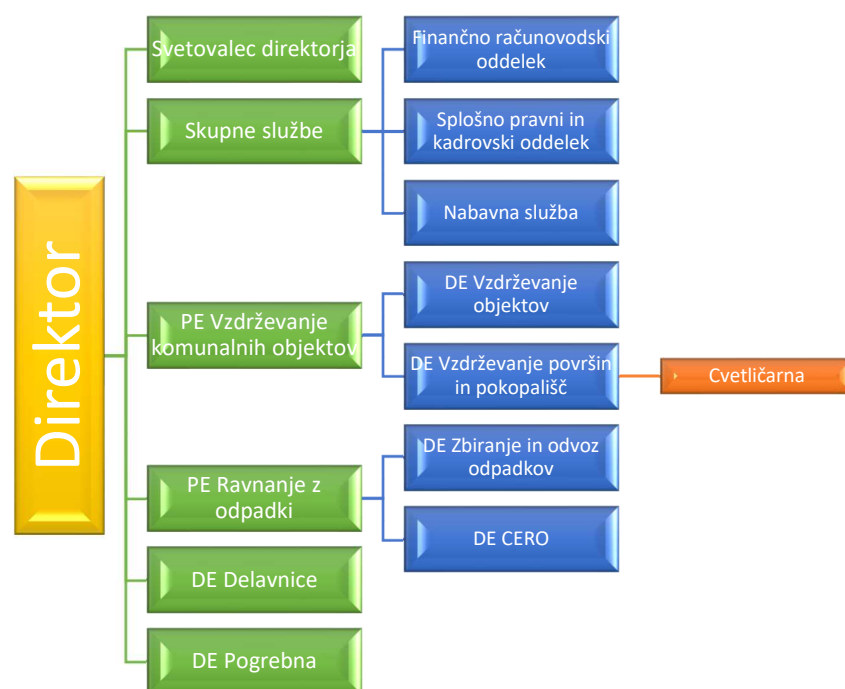 Direktor
Svetovalec direktorja
Skupne službe
Finančno računovodski
oddelek
Splošno pravni in
kadrovski oddelek
Nabavna služba
PE Vzdrževanje
komunalnih objektov
DE Vzdrževanje
objektov
DE Vzdrževanje površin
in pokopališč
Cvetličarna
PE Ravnanje z
odpadki
DE Zbiranje in odvoz
odpadkov
DE CERO
DE Delavnice
DE Pogrebna